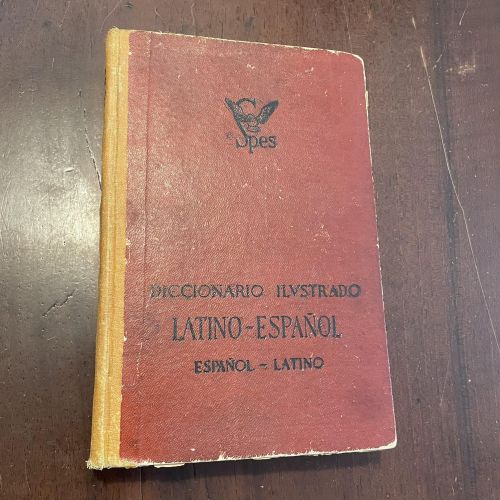 Spes
DICCIONARIO ILVSTRADO
LATINO-ESPAÑOL
ESPAÑOL-LATINO